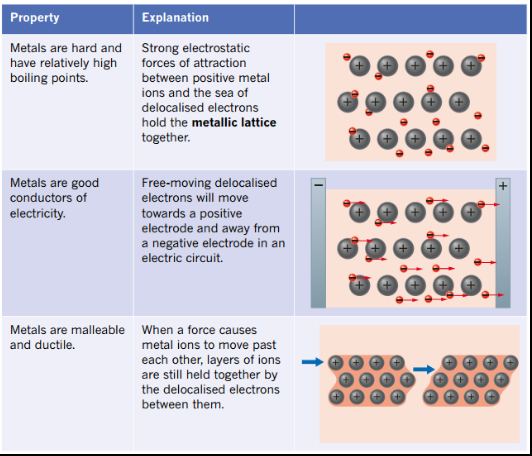 Property
Explanation
Metals are hard and
have relatively high
boiling points.
Strong electrostatic
forces of attraction
between positive metal
ions and the sea of
delocalised electrons
hold the metallic lattice
together.
Metals are good
conductors of
electricity.
Free-moving delocalised
electrons will move
towards a positive
electrode and away from
a negative electrode in an
electric circuit.
Metals are malleable
and ductile.
When a force causes
metal ions to move past
each other, layers of ions
are still held together by
the delocalised electrons
between them.